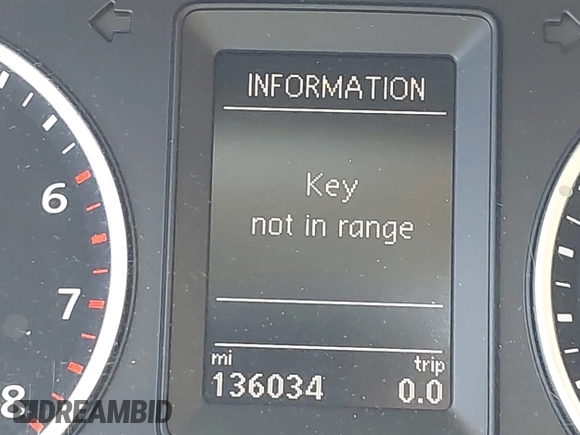 INFORMATION
Key
not in range
6
7
8
mi trip
136034 0.0
DREAMBID